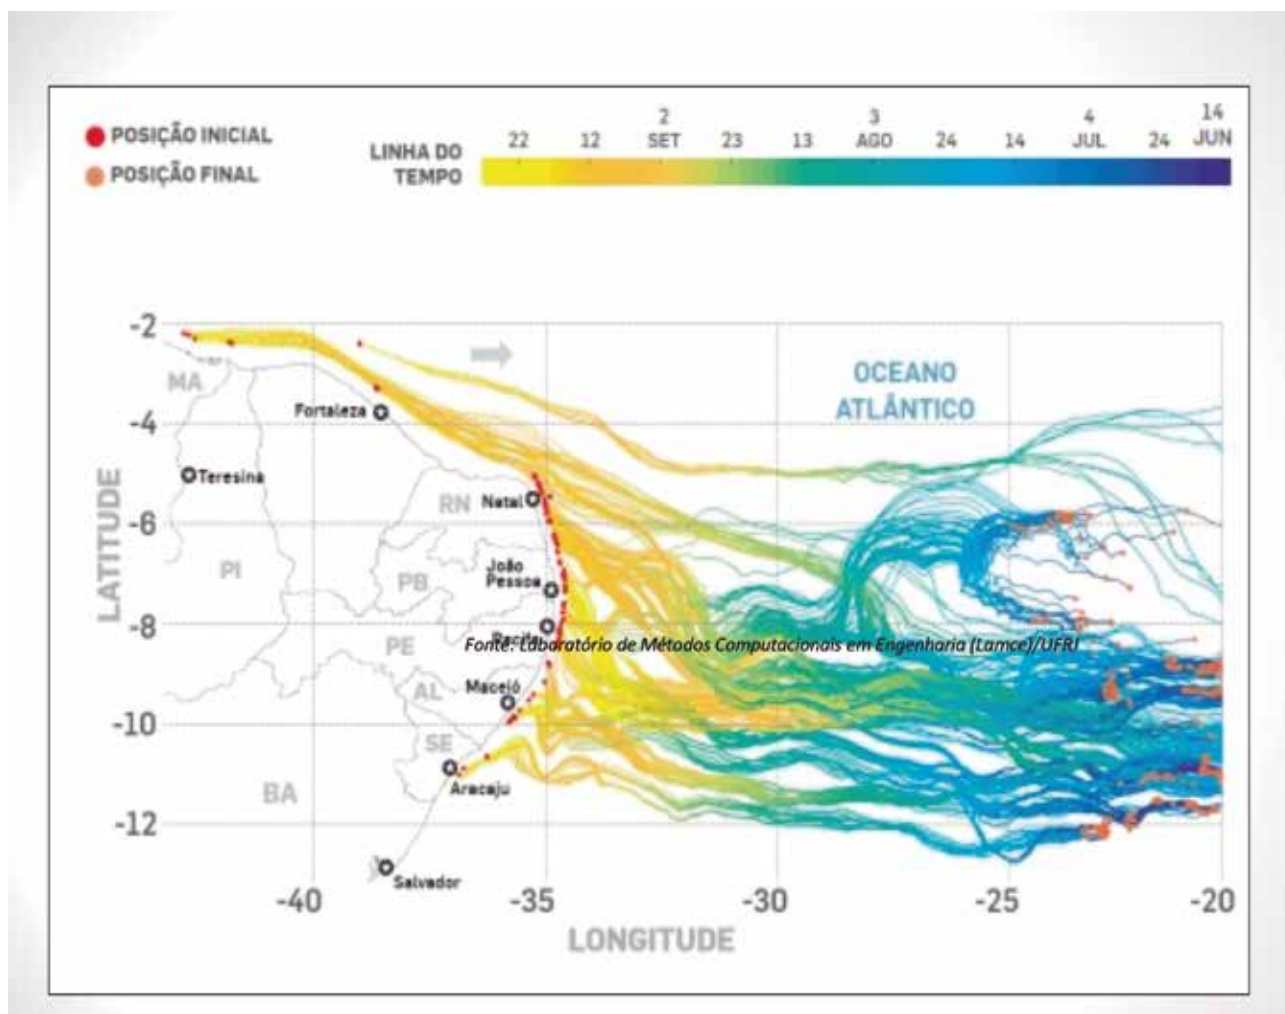 POSIÇÃO INICIAL
POSIÇÃO FINAL
LINHA DO
TEMPO
2 3 4 14
22 12 SET 23 13 AGO 24 14 JUL 24 JUN
OCEANO
ATLÂNTICO
LATITUDE
-2
-4
-6
-8
-10
-12
MA
Fortaleza
Teresina
RN Natal
PI
PB
João
Pessoa
PE
Recife
Fonte: Laboratório de Métodos Computacionais em Engenharia (Lamce)/UFRJ
AL
Maceió
SE
Aracaju
BA
Salvador
-40 -35 -30 -25 -20
LONGITUDE